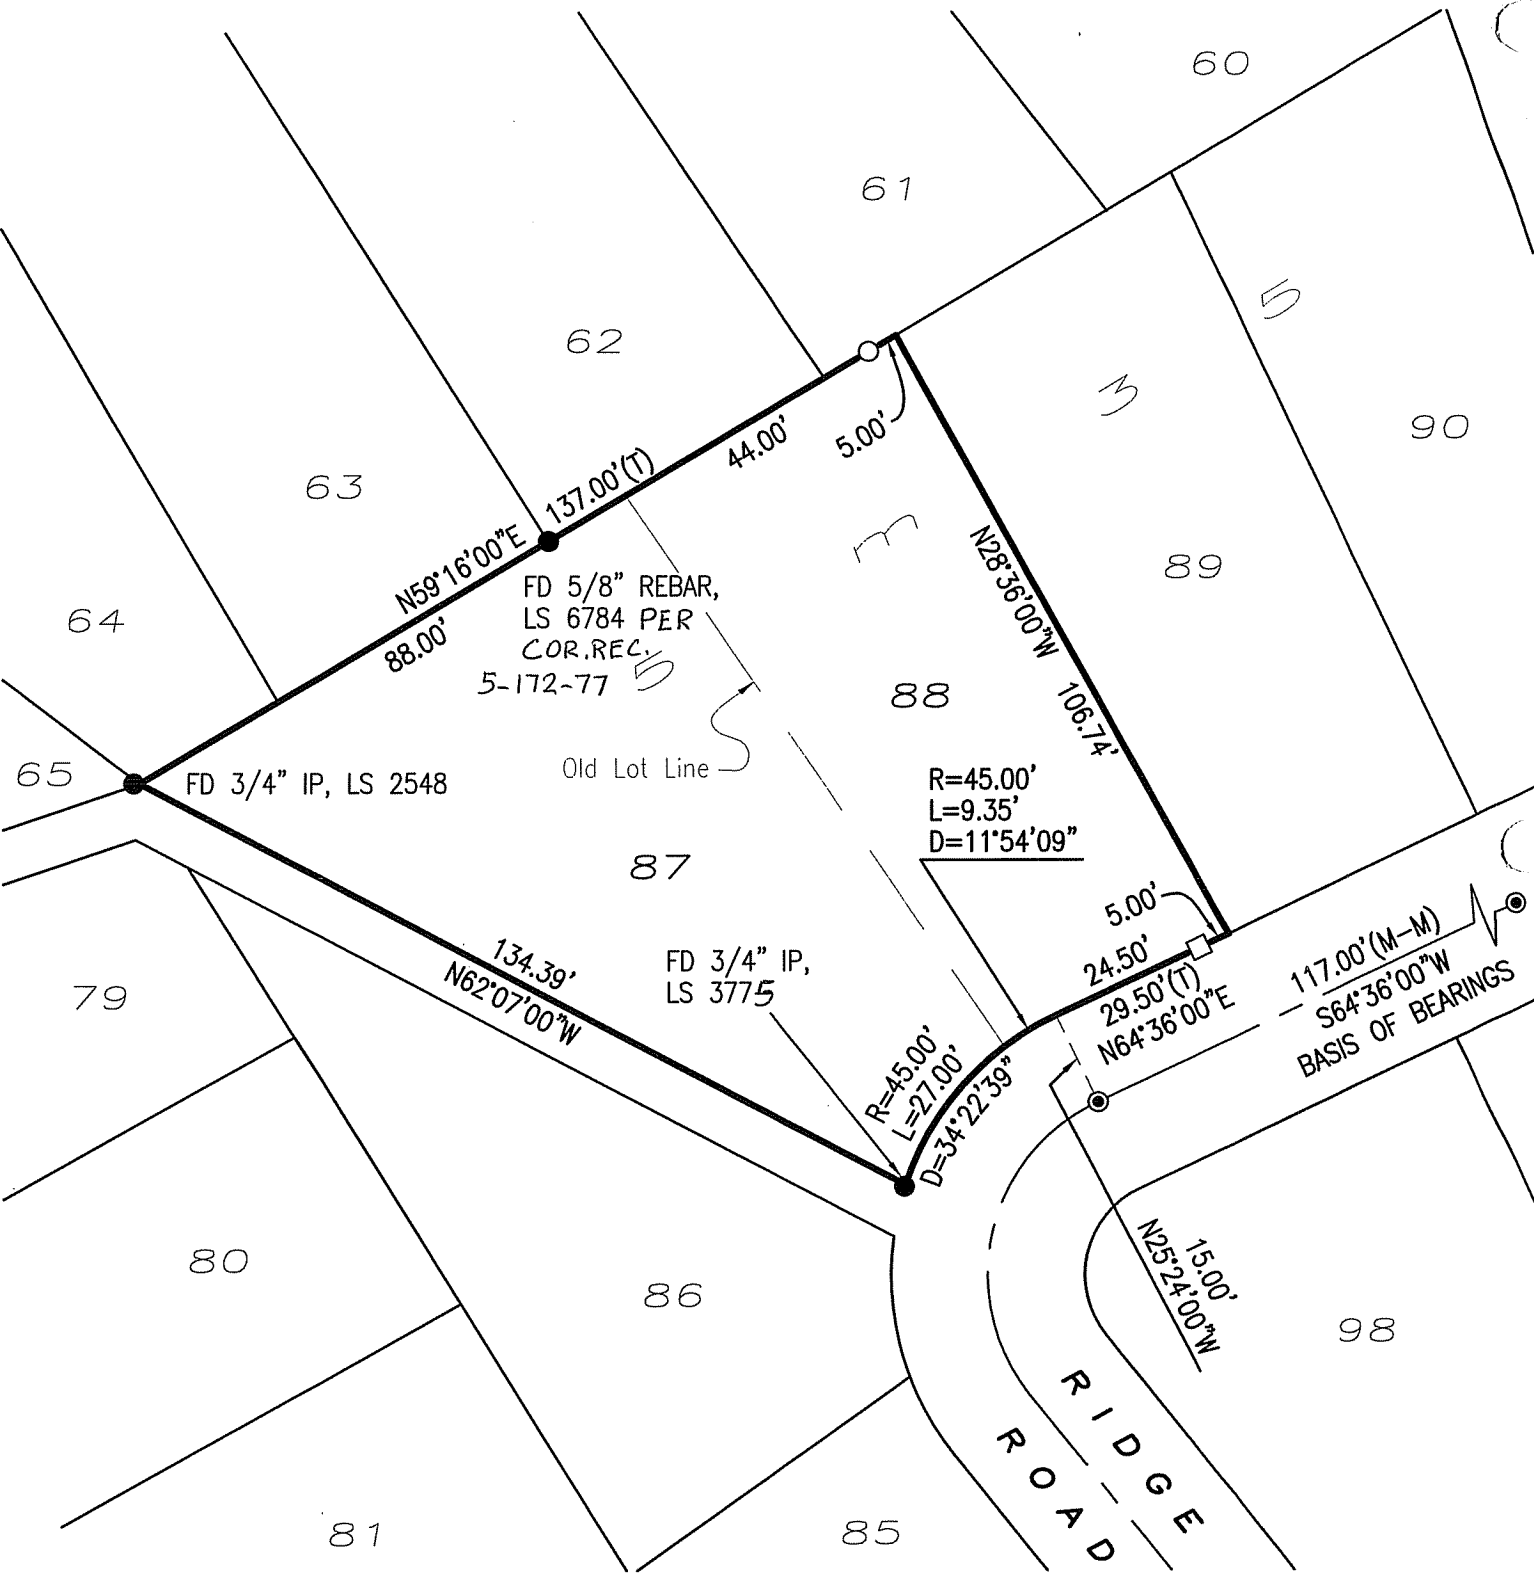 60
61
62
5
5.00'
44.00'
3
90
137.00'(T)
63
N59°16'00"E
88.00'
FD 5/8" REBAR,
LS 6784 PER
COR.REC.
5-172-77
5
3
N28°36'00"W
106.74'
89
64
88
65
FD 3/4" IP, LS 2548
Old Lot Line
R=45.00'
L=9.35'
D=11°54'09"
87
5.00'
24.50'
29.50'(T)
N64°36'00"E
117.00'(M-M)
S64°36'00"W
BASIS OF BEARINGS
134.39'
N62°07'00"W
FD 3/4" IP,
LS 3775
79
R=45.00'
L=27.00'
D=34°22'39"
15.00'
N25°24'00"W
80
86
98
RIDGE
ROAD
81
85